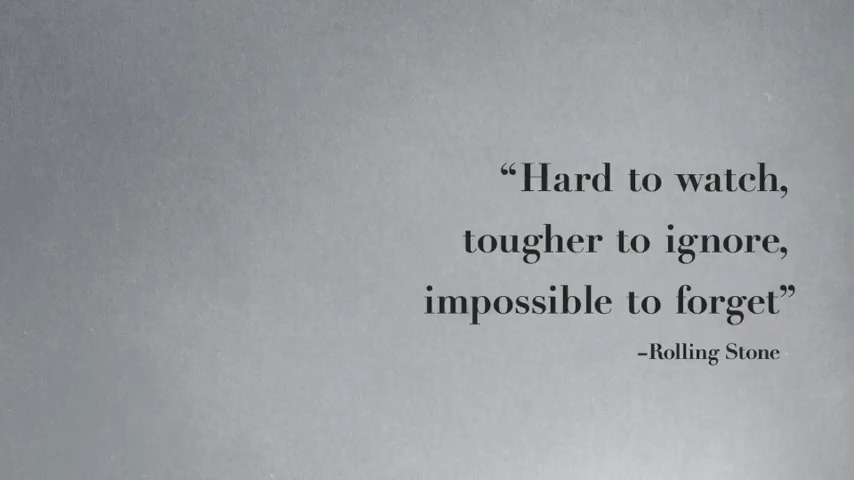 “Hard to watch,
tougher to ignore,
impossible to forget”
–Rolling Stone